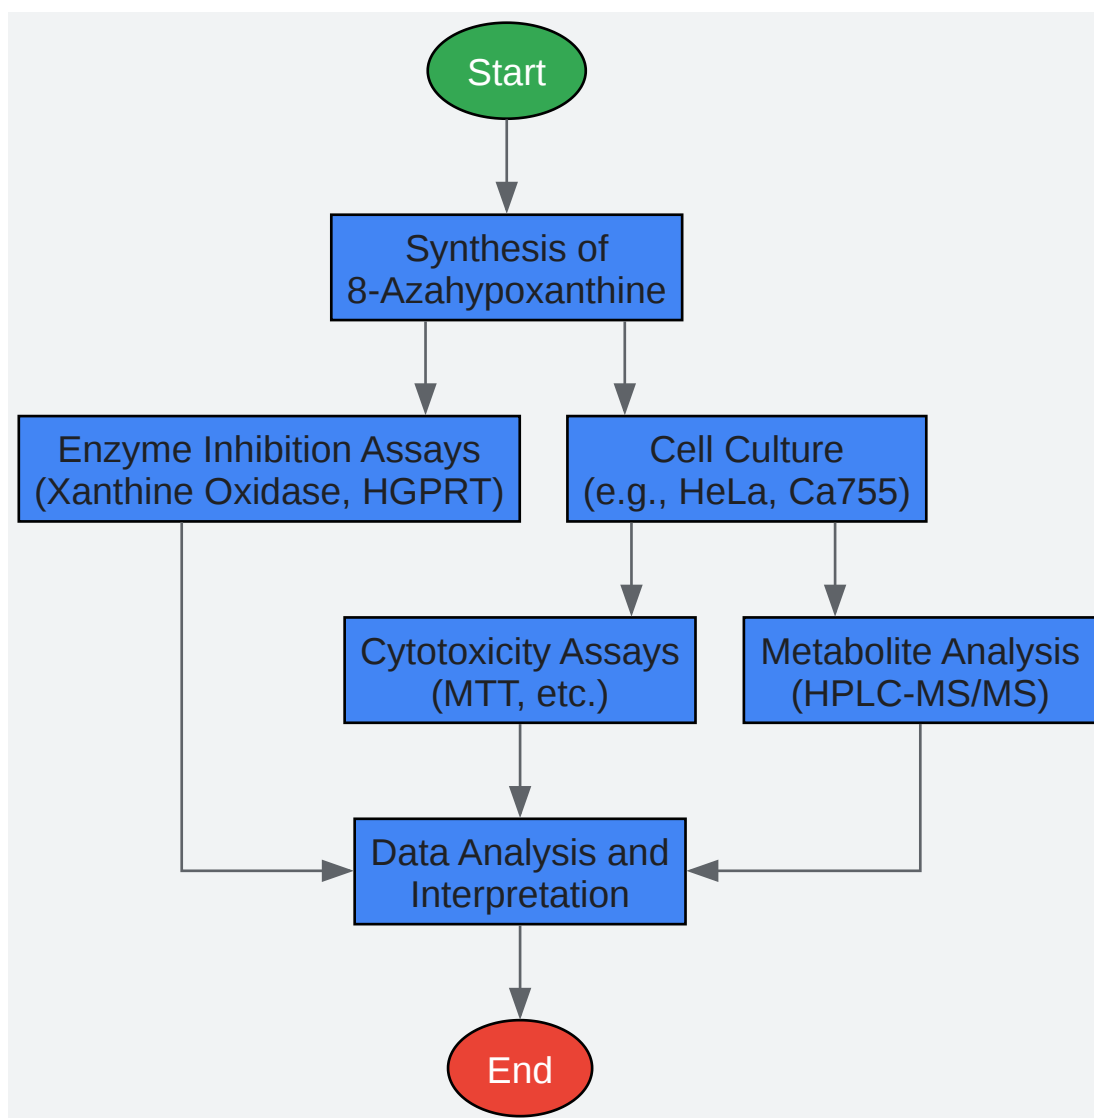 Start
Synthesis of
8-Azahypoxanthine
Enzyme Inhibition Assays
(Xanthine Oxidase, HGPRT)
Cell Culture
(e.g., HeLa, Ca755)
Cytotoxicity Assays
(MTT, etc.)
Metabolite Analysis
(HPLC-MS/MS)
Data Analysis and
Interpretation
End